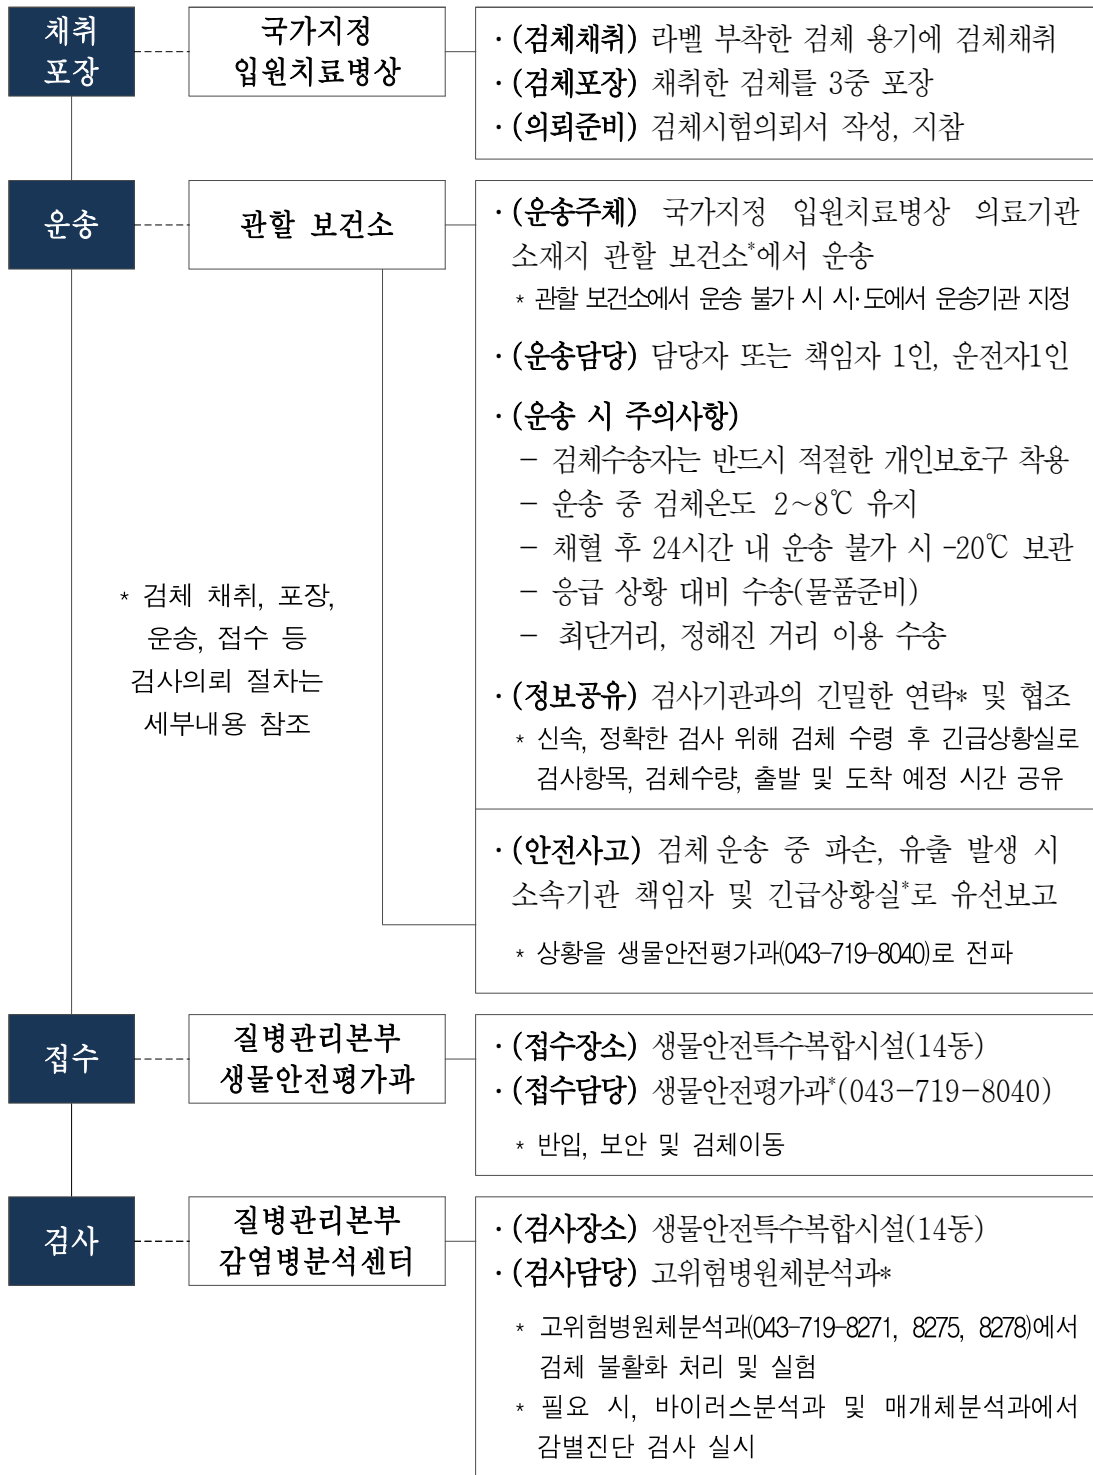 채취
포장
국가지정
입원치료병상
· (검체채취) 라벨 부착한 검체 용기에 검체채취
· (검체포장) 채취한 검체를 3중 포장
· (의뢰준비) 검체시험의뢰서 작성, 지참
운송
관할 보건소
· (운송주체) 국가지정 입원치료병상 의료기관
소재지 관할 보건소*에서 운송
* 관할 보건소에서 운송 불가 시 시·도에서 운송기관 지정
· (운송담당) 담당자 또는 책임자 1인, 운전자1인
· (운송 시 주의사항)
- 검체수송자는 반드시 적절한 개인보호구 착용
- 운송 중 검체온도 2~8℃ 유지
- 채혈 후 24시간 내 운송 불가 시 -20℃ 보관
- 응급 상황 대비 수송(물품준비)
- 최단거리, 정해진 거리 이용 수송
· (정보공유) 검사기관과의 긴밀한 연락* 및 협조
* 신속, 정확한 검사 위해 검체 수령 후 긴급상황실로
검사항목, 검체수량, 출발 및 도착 예정 시간 공유
* 검체 채취, 포장,
운송, 접수 등
검사의뢰 절차는
세부내용 참조
· (안전사고) 검체 운송 중 파손, 유출 발생 시
소속기관 책임자 및 긴급상황실*로 유선보고
* 상황을 생물안전평가과(043-719-8040)로 전파
접수
질병관리본부
생물안전평가과
· (접수장소) 생물안전특수복합시설(14동)
· (접수담당) 생물안전평가과*(043-719-8040)
* 반입, 보안 및 검체이동
검사
질병관리본부
감염병분석센터
· (검사장소) 생물안전특수복합시설(14동)
· (검사담당) 고위험병원체분석과*
* 고위험병원체분석과(043-719-8271, 8275, 8278)에서
검체 불활화 처리 및 실험
* 필요 시, 바이러스분석과 및 매개체분석과에서
감별진단 검사 실시